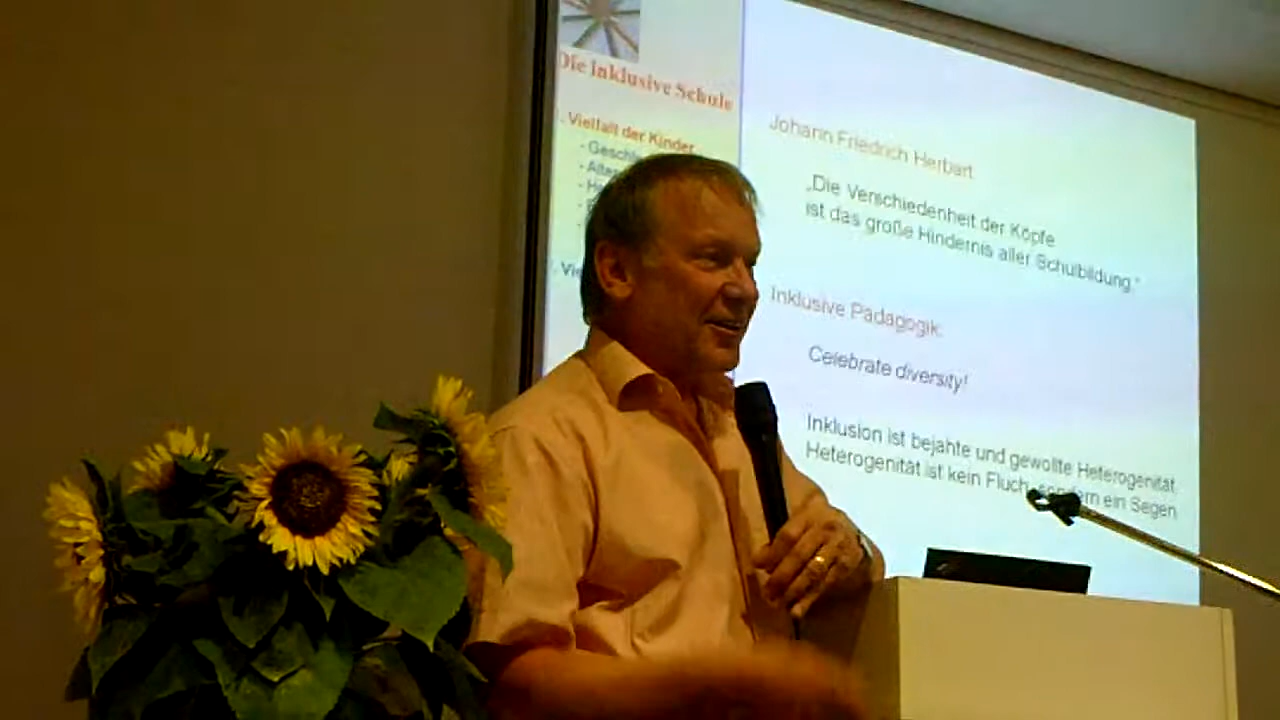 Die Inklusive Schule
Vielfalt der Kinder
Johann Friedrich Herbart
„Die Verschiedenheit der Köpfe
ist das große Hindernis aller Schulbildung.“
Inklusive Pädagogik:
Celebrate diversity!
Inklusion ist bejahte und gewollte Heterogenität.
Heterogenität ist kein Fluch, sondern ein Segen